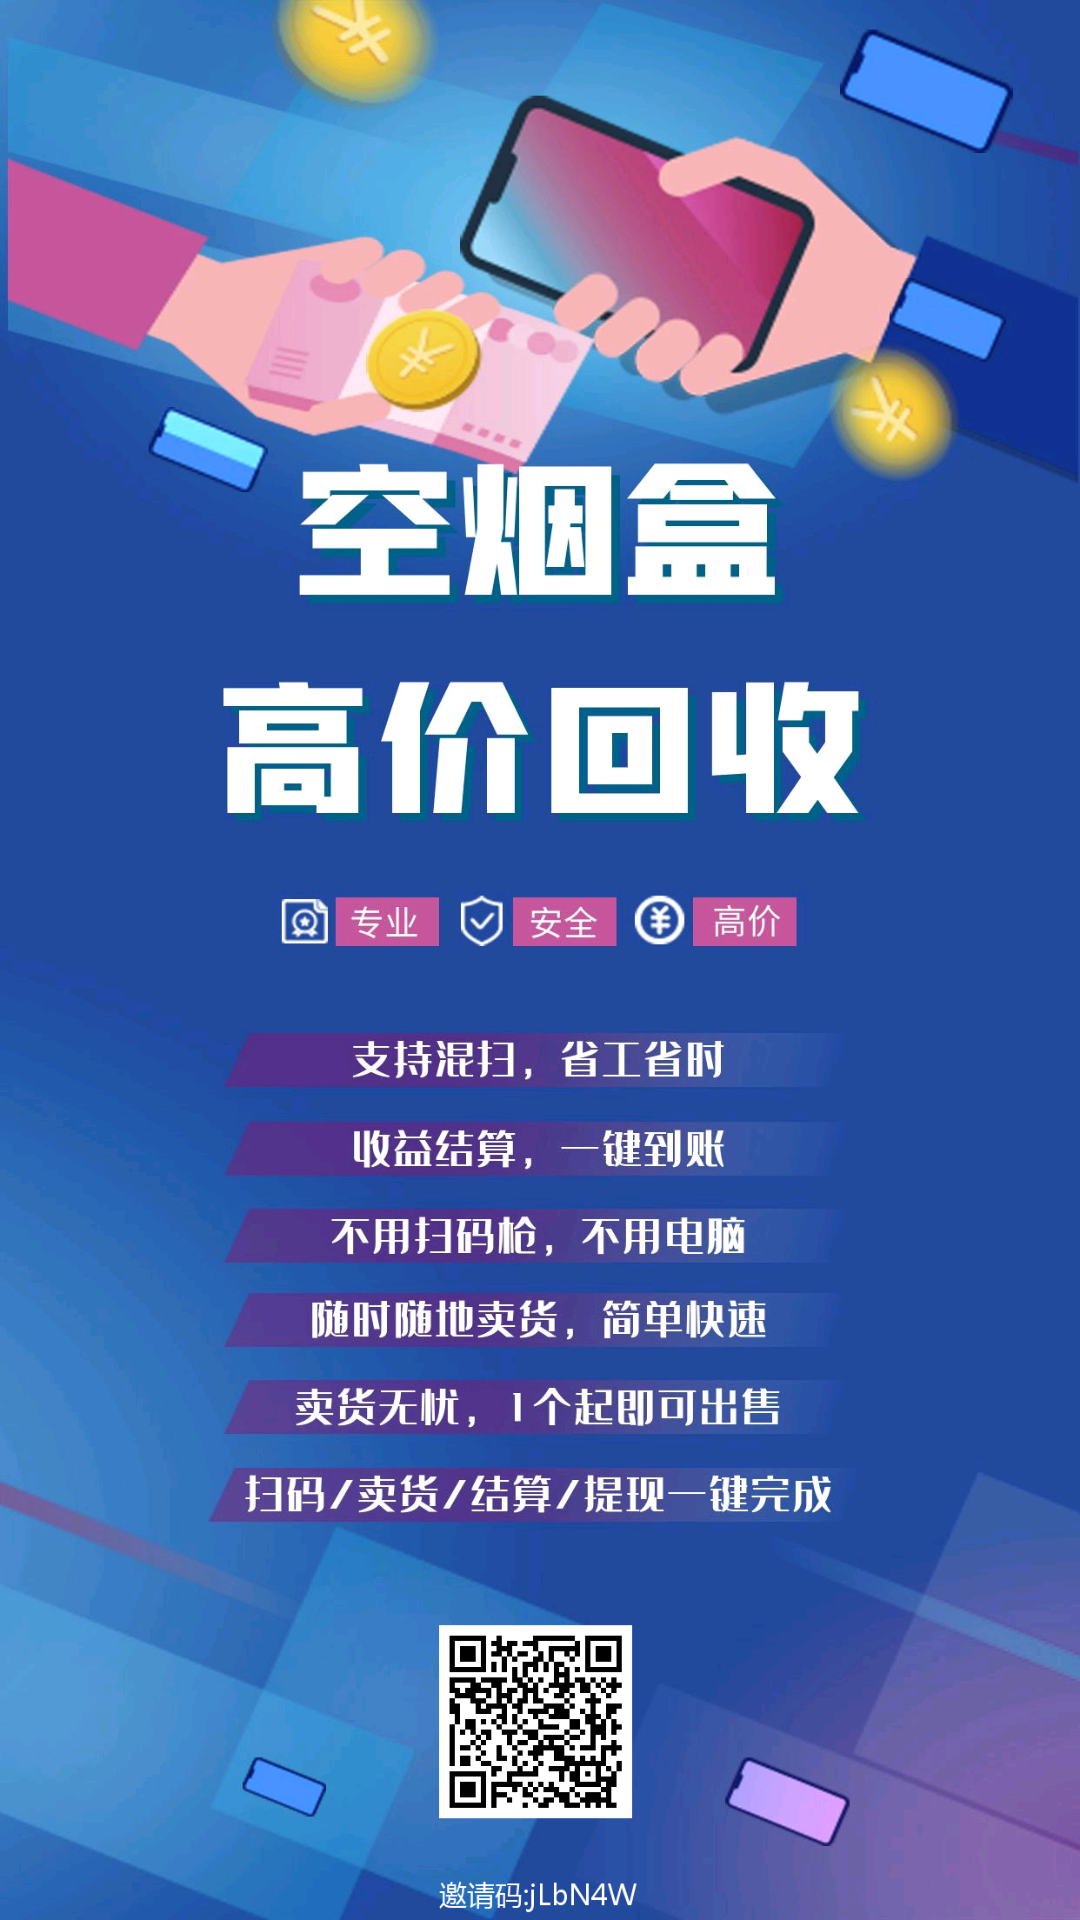 空烟盒
高价回收
专业 安全 高价
支持混扫，省工省时
收益结算，一键到账
不用扫码枪，不用电脑
随时随地卖货，简单快速
卖货无忧，1个起即可出售
扫码/卖货/结算/提现一键完成
邀请码:jLbN4W